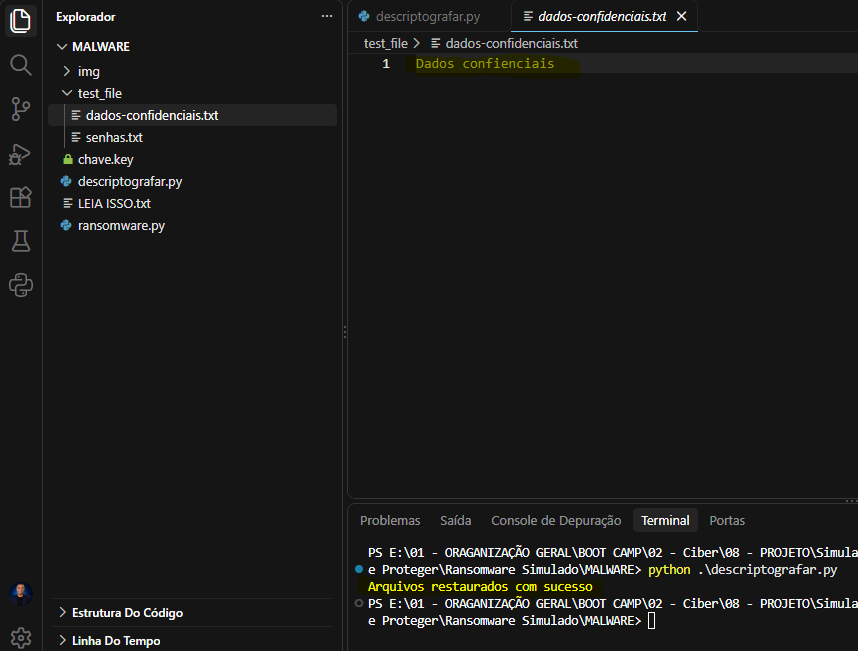 Explorador
···
MALWARE
img
test_file
dados-confidenciais.txt
senhas.txt
chave.key
descriptografar.py
LEIA ISSO.txt
ransomware.py
Estrutura Do Código
Linha Do Tempo
descriptografar.py
dados-confidenciais.txt
test_file > dados-confidenciais.txt
1 Dados confienciais
Problemas Saída Console de Depuração Terminal Portas
PS E:\01 - ORAGANIZAÇÃO GERAL\BOOT CAMP\02 - Ciber\08 - PROJETO\Simula
e Proteger\Ransomware Simulado\MALWARE> python .\descriptografar.py
Arquivos restaurados com sucesso
PS E:\01 - ORAGANIZAÇÃO GERAL\BOOT CAMP\02 - Ciber\08 - PROJETO\Simula
e Proteger\Ransomware Simulado\MALWARE>